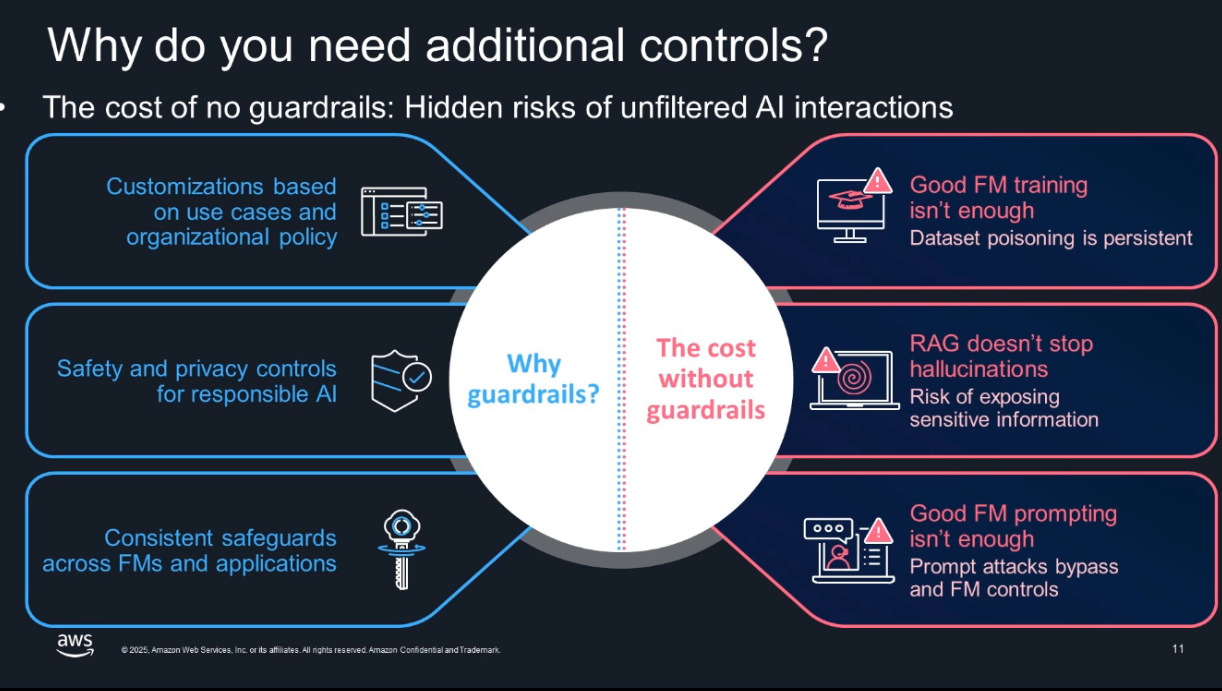 Why do you need additional controls?
• The cost of no guardrails: Hidden risks of unfiltered AI interactions
Customizations based
on use cases and
organizational policy
Safety and privacy controls
for responsible AI
Consistent safeguards
across FMs and applications
Why
guardrails?
The cost
without
guardrails
Good FM training
isn’t enough
Dataset poisoning is persistent
RAG doesn’t stop
hallucinations
Risk of exposing
sensitive information
Good FM prompting
isn’t enough
Prompt attacks bypass
and FM controls
aws
© 2025, Amazon Web Services, Inc. or its affiliates. All rights reserved. Amazon Confidential and Trademark.
11